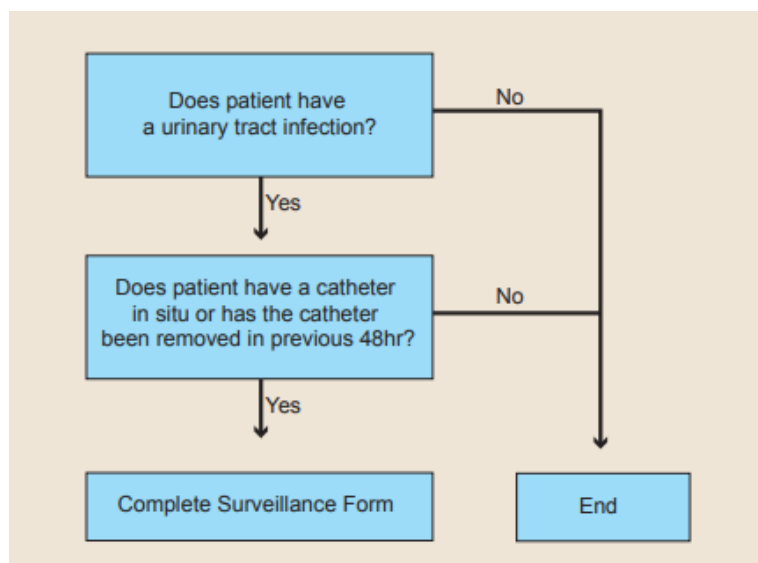 Does patient have
a urinary tract infection?
No
Yes
Does patient have a catheter
in situ or has the catheter
been removed in previous 48hr?
No
Yes
Complete Surveillance Form
End